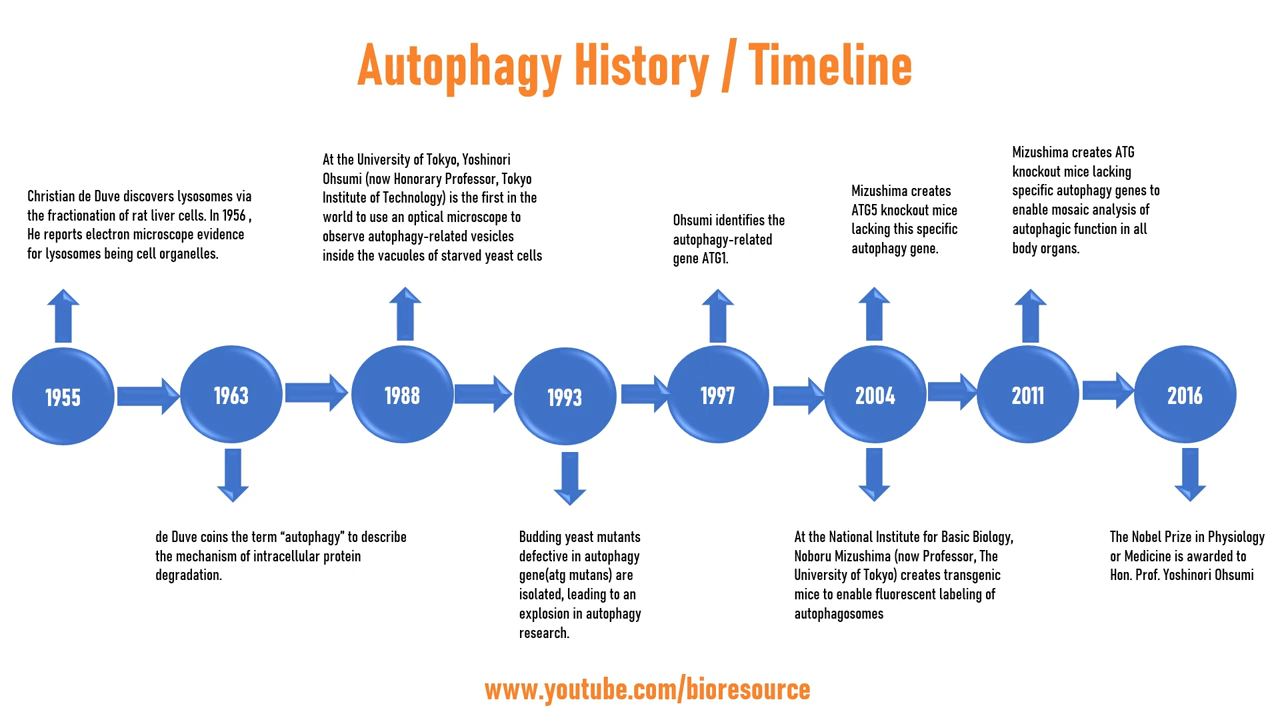 Autophagy History / Timeline
Christian de Duve discovers lysosomes via
the fractionation of rat liver cells. In 1956 ,
He reports electron microscope evidence
for lysosomes being cell organelles.
At the University of Tokyo, Yoshinori
Ohsumi (now Honorary Professor, Tokyo
Institute of Technology) is the first in the
world to use an optical microscope to
observe autophagy-related vesicles
inside the vacuoles of starved yeast cells
Ohsumi identifies the
autophagy-related
gene ATG1.
Mizushima creates
ATG5 knockout mice
lacking this specific
autophagy gene.
Mizushima creates ATG
knockout mice lacking
specific autophagy genes to
enable mosaic analysis of
autophagic function in all
body organs.
1955
1963
1988
1993
1997
2004
2011
2016
de Duve coins the term “autophagy” to describe
the mechanism of intracellular protein
degradation.
Budding yeast mutants
defective in autophagy
gene(atg mutans) are
isolated, leading to an
explosion in autophagy
research.
At the National Institute for Basic Biology,
Noboru Mizushima (now Professor, The
University of Tokyo) creates transgenic
mice to enable fluorescent labeling of
autophagosomes
The Nobel Prize in Physiology
or Medicine is awarded to
Hon. Prof. Yoshinori Ohsumi
www.youtube.com/bioresource